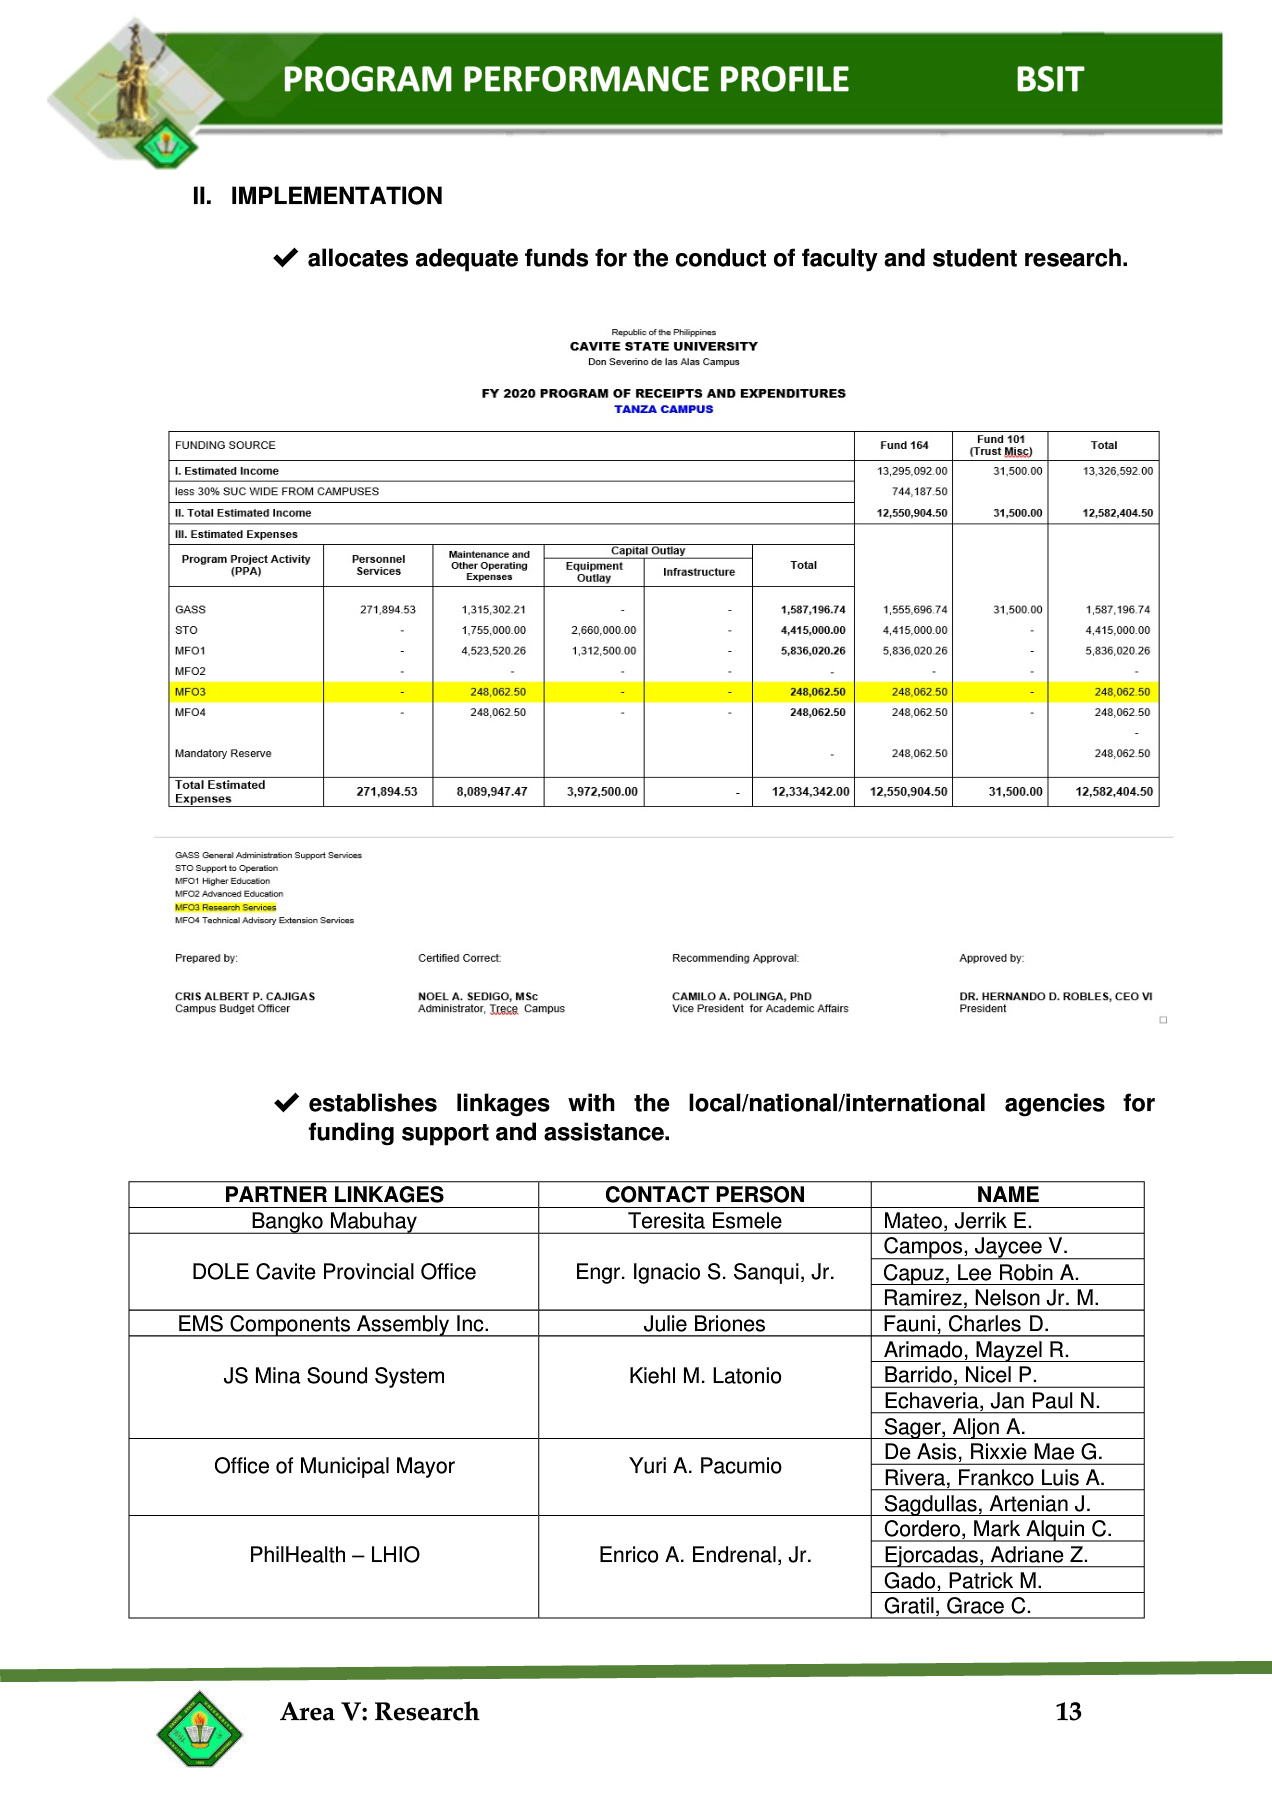 PROGRAM PERFORMANCE PROFILE BSIT
II. IMPLEMENTATION
✔ allocates adequate funds for the conduct of faculty and student research.
Republic of the Philippines
CAVITE STATE UNIVERSITY
Don Severino de las Alas Campus
FY 2020 PROGRAM OF RECEIPTS AND EXPENDITURES
TANZA CAMPUS
FUNDING SOURCE Fund 164 Fund 101 (Trust Misc) Total
I. Estimated Income 13,295,092.00 31,500.00 13,326,592.00
less 30% SUC WIDE FROM CAMPUSES 744,187.50
II. Total Estimated Income 12,550,904.50 31,500.00 12,582,404.50
III. Estimated Expenses
Program Project Activity (PPA) Personnel Services Maintenance and Other Operating Expenses Capital Outlay Equipment Outlay Infrastructure Total
GASS 271,894.53 1,315,302.21 - - 1,587,196.74 1,555,696.74 31,500.00 1,587,196.74
STO - 1,755,000.00 2,660,000.00 - 4,415,000.00 4,415,000.00 - 4,415,000.00
MFO1 - 4,523,520.26 1,312,500.00 - 5,836,020.26 5,836,020.26 - 5,836,020.26
MFO2 - - - - - - - -
MFO3 - 248,062.50 - - 248,062.50 248,062.50 - 248,062.50
MFO4 - 248,062.50 - - 248,062.50 248,062.50 - 248,062.50
-
Mandatory Reserve - 248,062.50 248,062.50
Total Estimated Expenses 271,894.53 8,089,947.47 3,972,500.00 - 12,334,342.00 12,550,904.50 31,500.00 12,582,404.50
GASS General Administration Support Services
STO Support to Operation
MFO1 Higher Education
MFO2 Advanced Education
MFO3 Research Services
MFO4 Technical Advisory Extension Services
Prepared by: Certified Correct: Recommending Approval: Approved by:
CRIS ALBERT P. CAJIGAS NOEL A. SEDIGO, MSc CAMILO A. POLINGA, PhD DR. HERNANDO D. ROBLES, CEO VI
Campus Budget Officer Administrator, Trece Campus Vice President for Academic Affairs President
✔ establishes linkages with the local/national/international agencies for
funding support and assistance.
PARTNER LINKAGES CONTACT PERSON NAME
Bangko Mabuhay Teresita Esmele Mateo, Jerrik E.
Campos, Jaycee V.
DOLE Cavite Provincial Office Engr. Ignacio S. Sanqui, Jr. Capuz, Lee Robin A.
Ramirez, Nelson Jr. M.
EMS Components Assembly Inc. Julie Briones Fauni, Charles D.
Arimado, Mayzel R.
JS Mina Sound System Kiehl M. Latonio Barrido, Nicel P.
Echaveria, Jan Paul N.
Sager, Aljon A.
De Asis, Rixxie Mae G.
Office of Municipal Mayor Yuri A. Pacumio Rivera, Frankco Luis A.
Sagdullas, Artenian J.
Cordero, Mark Alquin C.
PhilHealth – LHIO Enrico A. Endrenal, Jr. Ejorcadas, Adriane Z.
Gado, Patrick M.
Gratil, Grace C.
Area V: Research 13